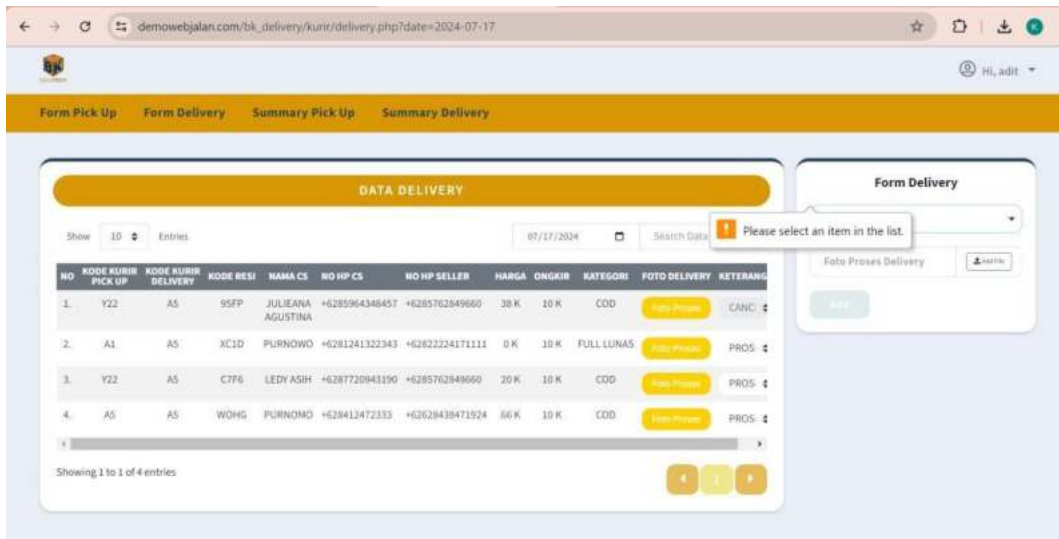 demowebjalan.com/bk_delivery/kurir/delivery.php?date=2024-07-17
K
BK
Hi, adit
Form Pick Up Form Delivery Summary Pick Up Summary Delivery
DATA DELIVERY
Show 10 Entries 07/17/2024 Search Data
NO KODE KURIR PICK UP KODE KURIR DELIVERY KODE RESI NAMA CS NO HP CS NO HP SELLER HARGA ONGKIR KATEGORI FOTO DELIVERY KETERANG
1. Y22 A5 95FP JULIEANA AGUSTINA +6285964348457 +6285762849660 38 K 10 K COD Foto Proses CANC
2. A1 A5 XC1D PURNOWO +6281241322343 +62822224171111 0 K 10 K FULL LUNAS Foto Proses PROS
3. Y22 A5 C7F6 LEDY ASIH +6287720943190 +6285762849660 20 K 10 K COD Foto Proses PROS
4. A5 A5 WOHG PURNOMO +628412472333 +62628438471924 66 K 10 K COD Foto Proses PROS
Showing 1 to 1 of 4 entries
1
Form Delivery
Please select an item in the list.
Foto Proses Delivery
Add